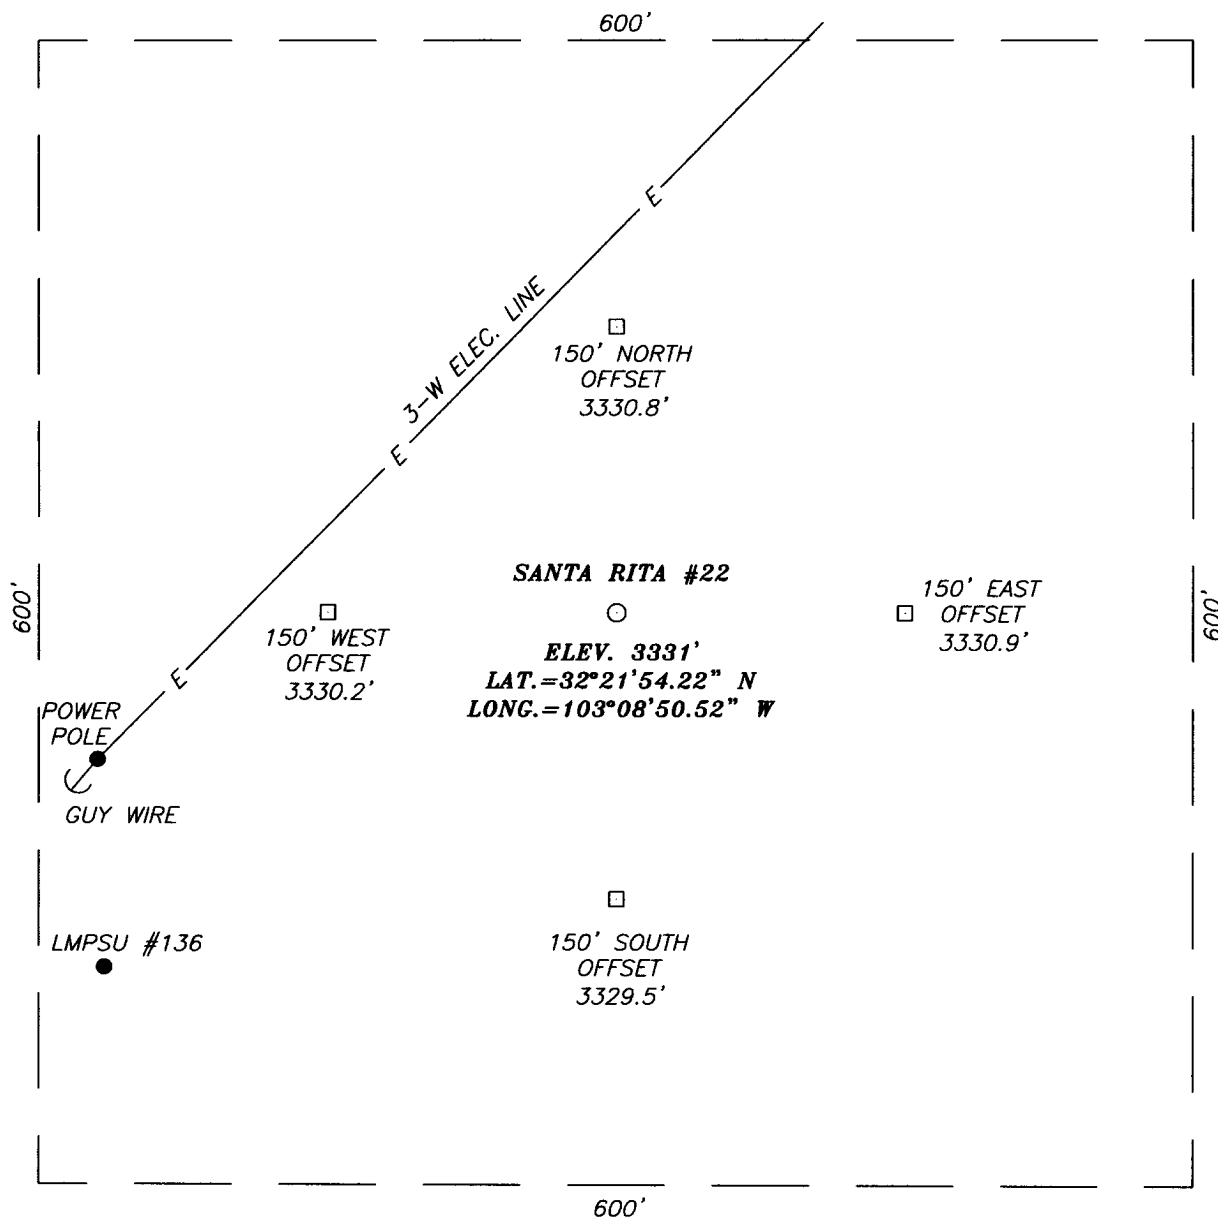 600'
E
3-W ELEC. LINE
150' NORTH
OFFSET
3330.8'
E
SANTA RITA #22
600'
150' WEST
OFFSET
3330.2'
ELEV. 3331'
LAT.=32°21'54.22" N
LONG.=103°08'50.52" W
150' EAST
OFFSET
3330.9'
600'
E
POWER
POLE
GUY WIRE
LMPSU #136
150' SOUTH
OFFSET
3329.5'
600'